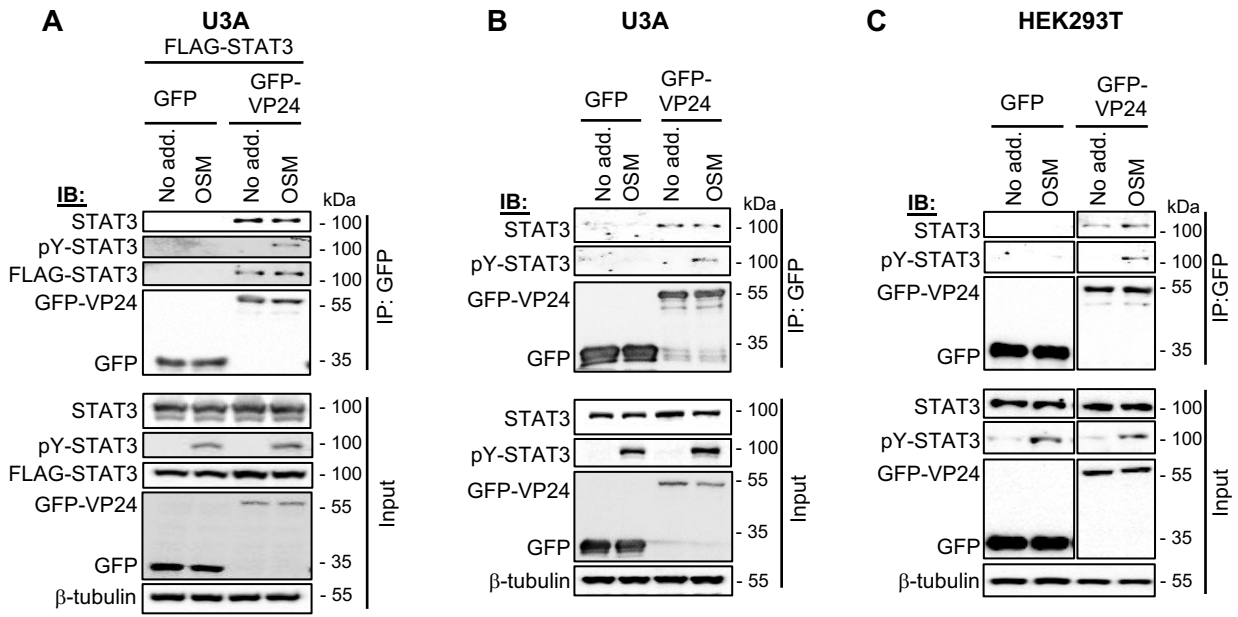 A
U3A
FLAG-STAT3
GFP
GFP-
VP24
No add.
OSM
No add.
OSM
IB:
kDa
STAT3
- 100
pY-STAT3
- 100
FLAG-STAT3
- 100
GFP-VP24
- 55
GFP
- 35
IP: GFP
STAT3
- 100
pY-STAT3
- 100
FLAG-STAT3
- 100
GFP-VP24
- 55
GFP
- 35
β-tubulin
- 55
Input
B
U3A
GFP
GFP-
VP24
No add.
OSM
No add.
OSM
IB:
kDa
STAT3
- 100
pY-STAT3
- 100
GFP-VP24
- 55
GFP
- 35
IP: GFP
STAT3
- 100
pY-STAT3
- 100
GFP-VP24
- 55
GFP
- 35
β-tubulin
- 55
Input
C
HEK293T
GFP
GFP-
VP24
No add.
OSM
No add.
OSM
IB:
kDa
STAT3
- 100
pY-STAT3
- 100
GFP-VP24
- 55
GFP
- 35
IP:GFP
STAT3
- 100
pY-STAT3
- 100
GFP-VP24
- 55
GFP
- 35
β-tubulin
- 55
Input